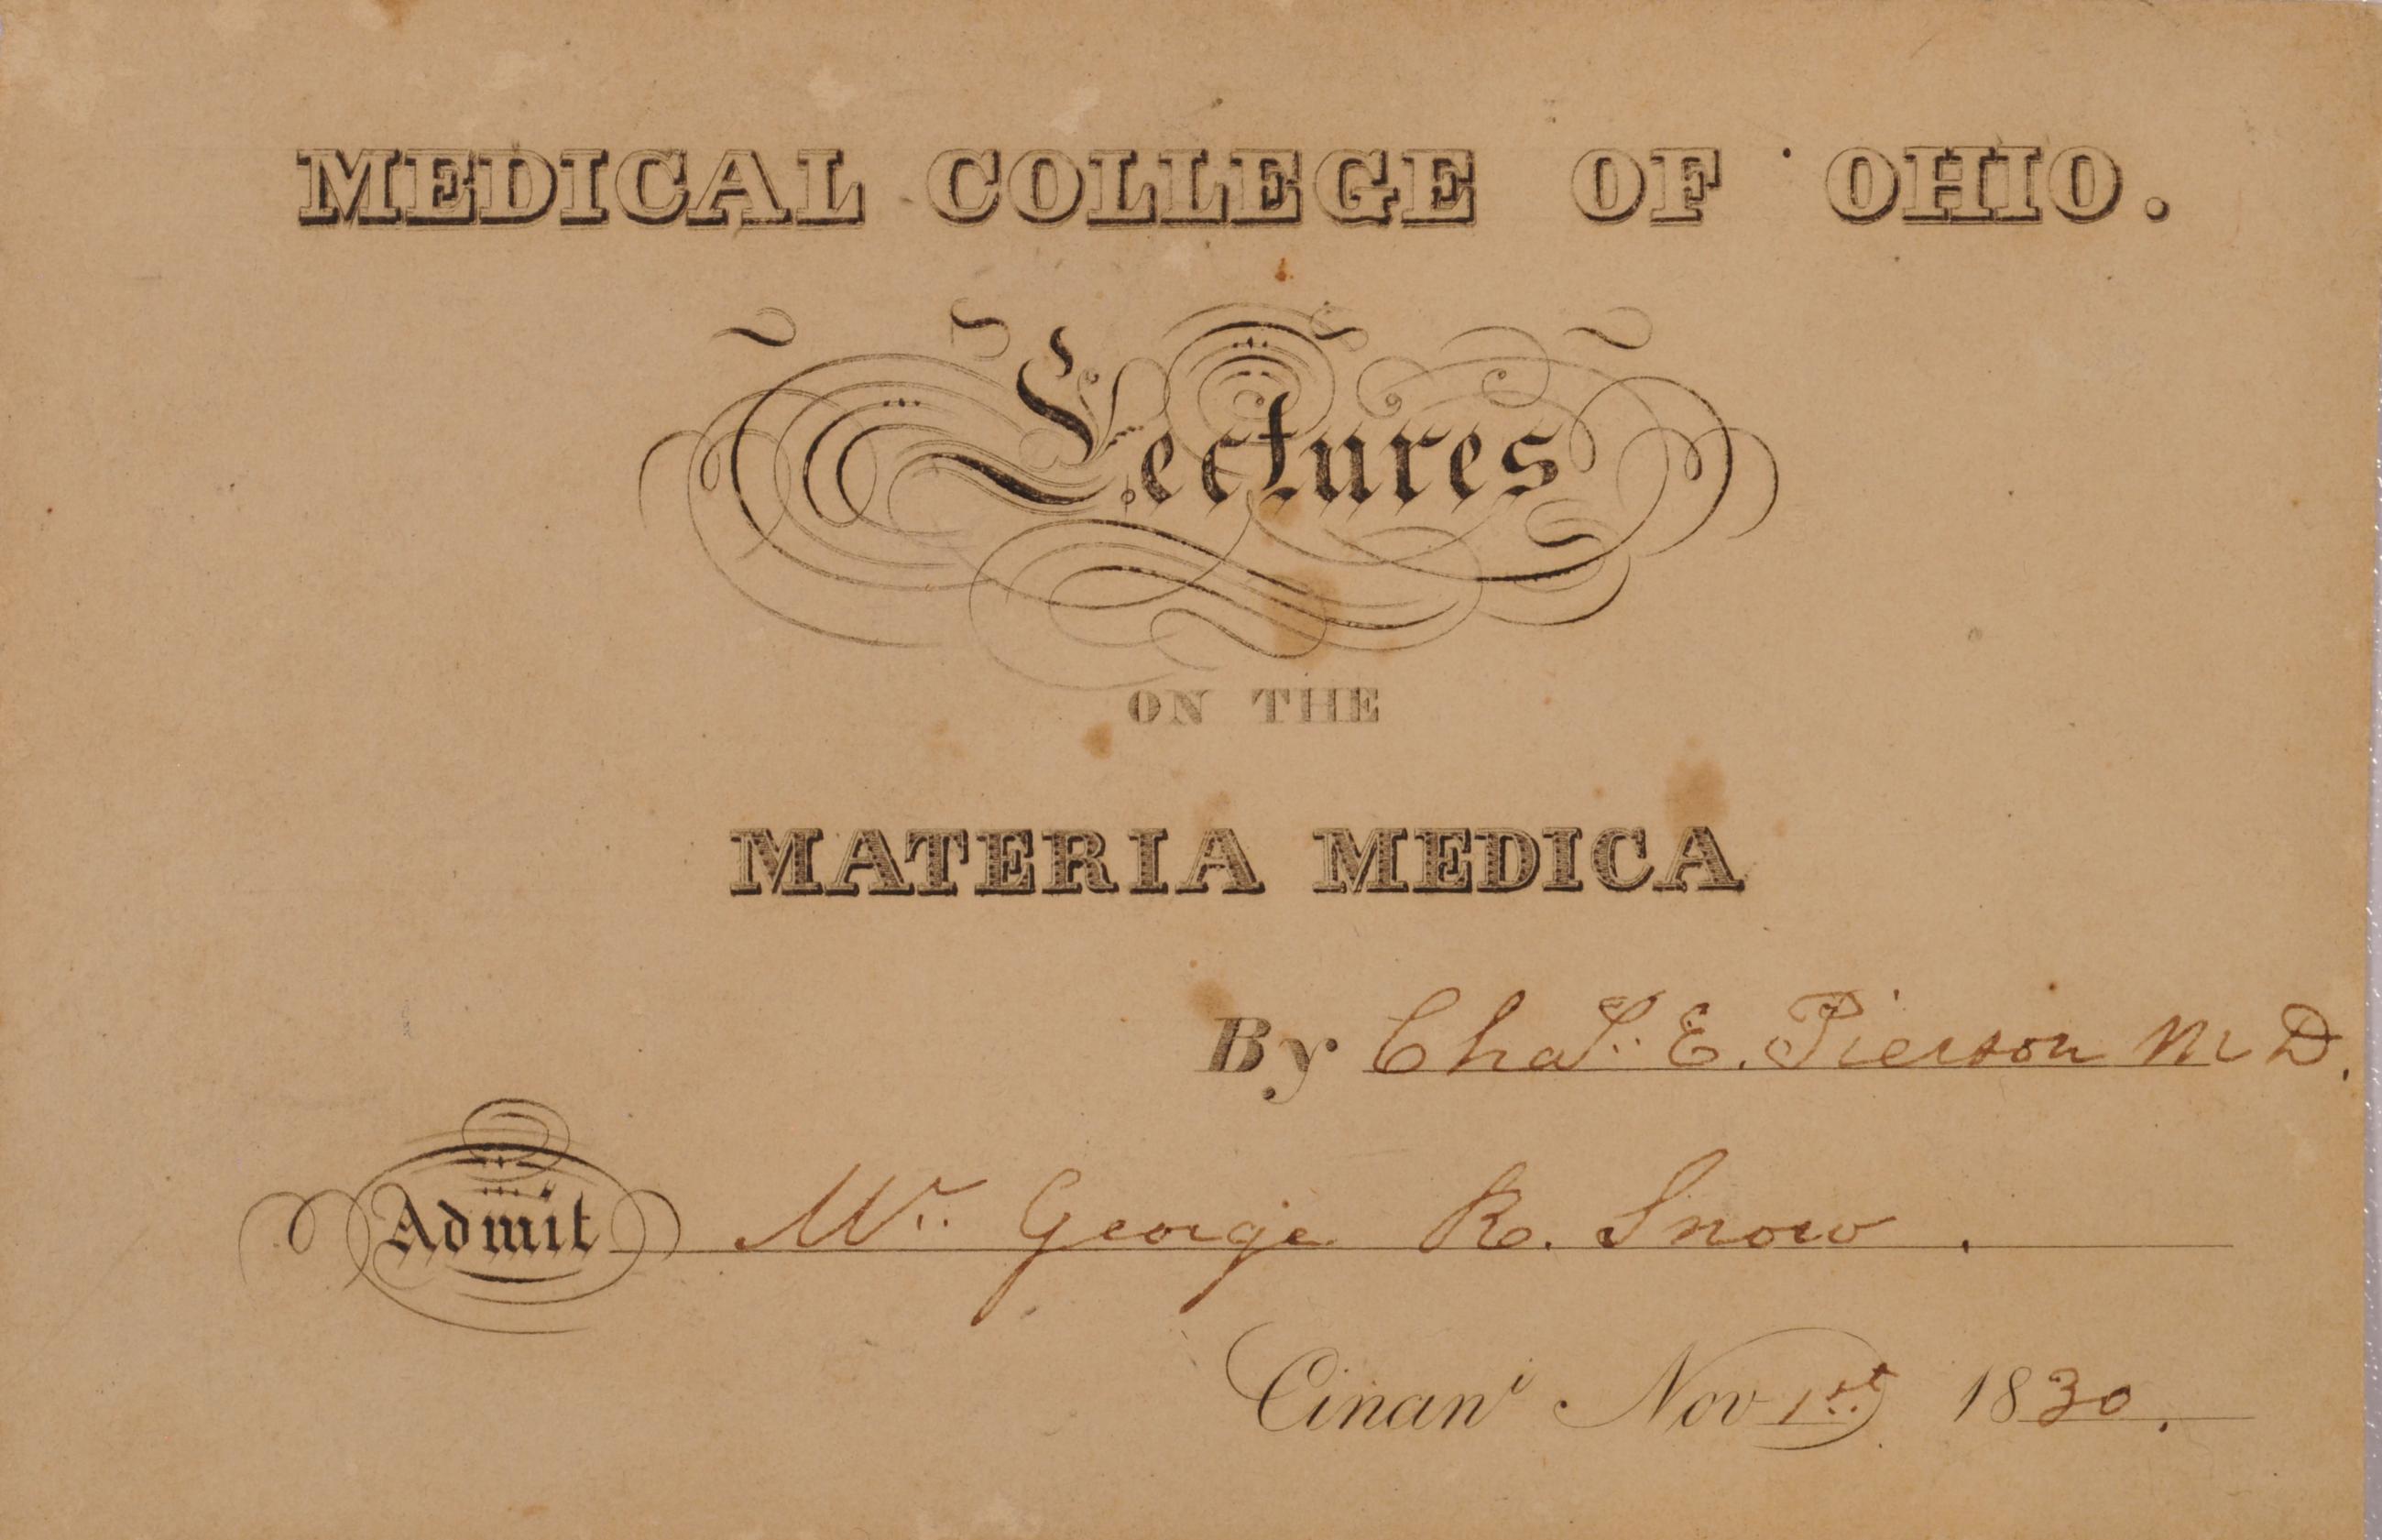 MEDICAL COLLEGE OF OHIO.
Lectures
ON THE
MATERIA MEDICA
By Chas. E. Pierson M D.
Admit Mr. George R. Snow.
Cinani Nov 1st 1830.